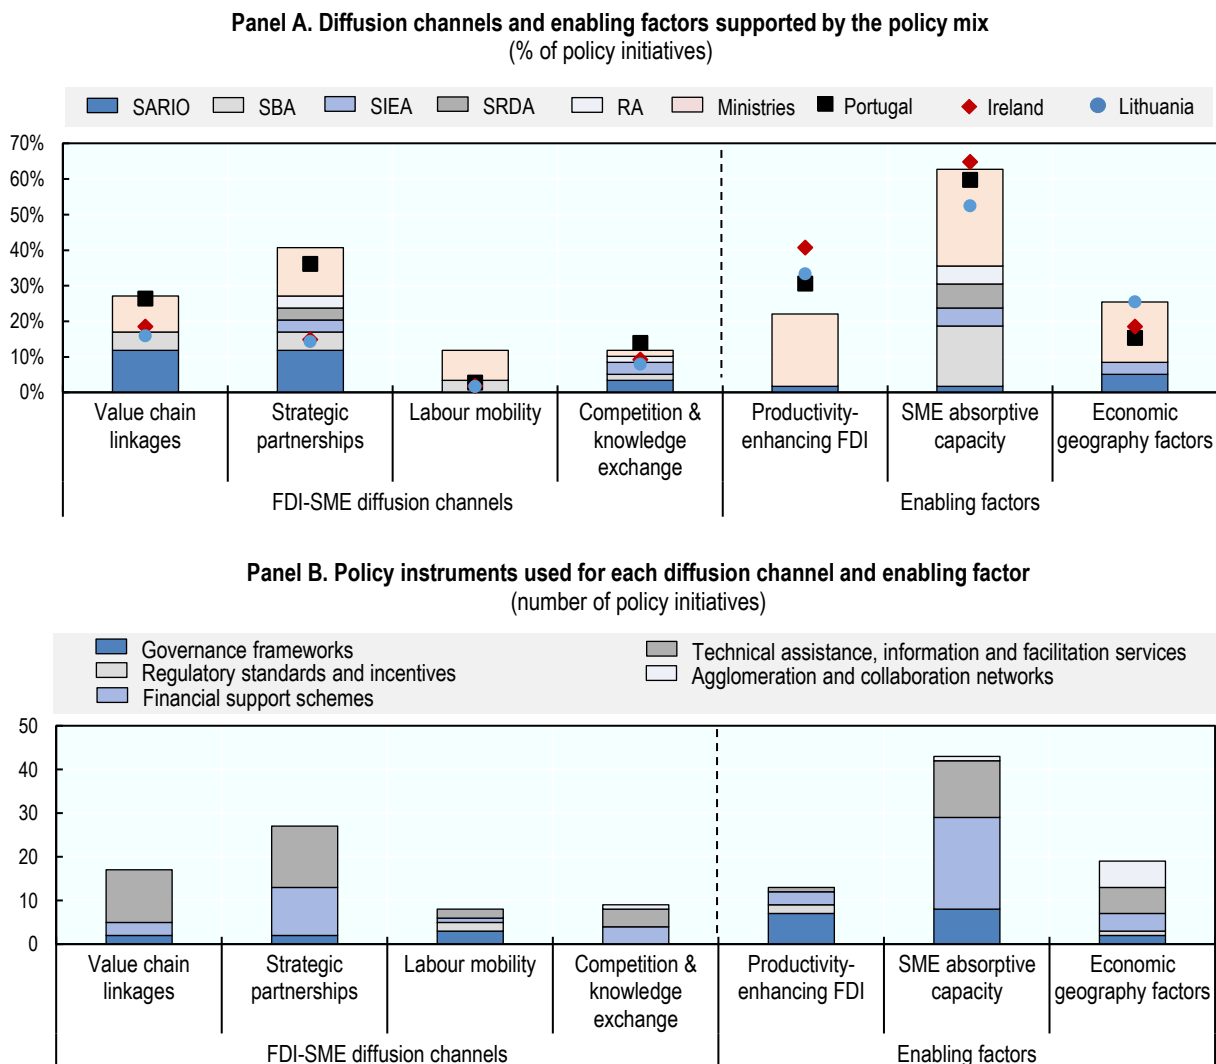 Panel A. Diffusion channels and enabling factors supported by the policy mix
(% of policy initiatives)
SARIO SBA SIEA SRDA RA Ministries Portugal Ireland Lithuania
70%
60%
50%
40%
30%
20%
10%
0%
Value chain linkages
Strategic partnerships
Labour mobility
Competition & knowledge exchange
Productivity-enhancing FDI
SME absorptive capacity
Economic geography factors
FDI-SME diffusion channels
Enabling factors
Panel B. Policy instruments used for each diffusion channel and enabling factor
(number of policy initiatives)
Governance frameworks
Regulatory standards and incentives
Financial support schemes
Technical assistance, information and facilitation services
Agglomeration and collaboration networks
50
40
30
20
10
0
Value chain linkages
Strategic partnerships
Labour mobility
Competition & knowledge exchange
Productivity-enhancing FDI
SME absorptive capacity
Economic geography factors
FDI-SME diffusion channels
Enabling factors